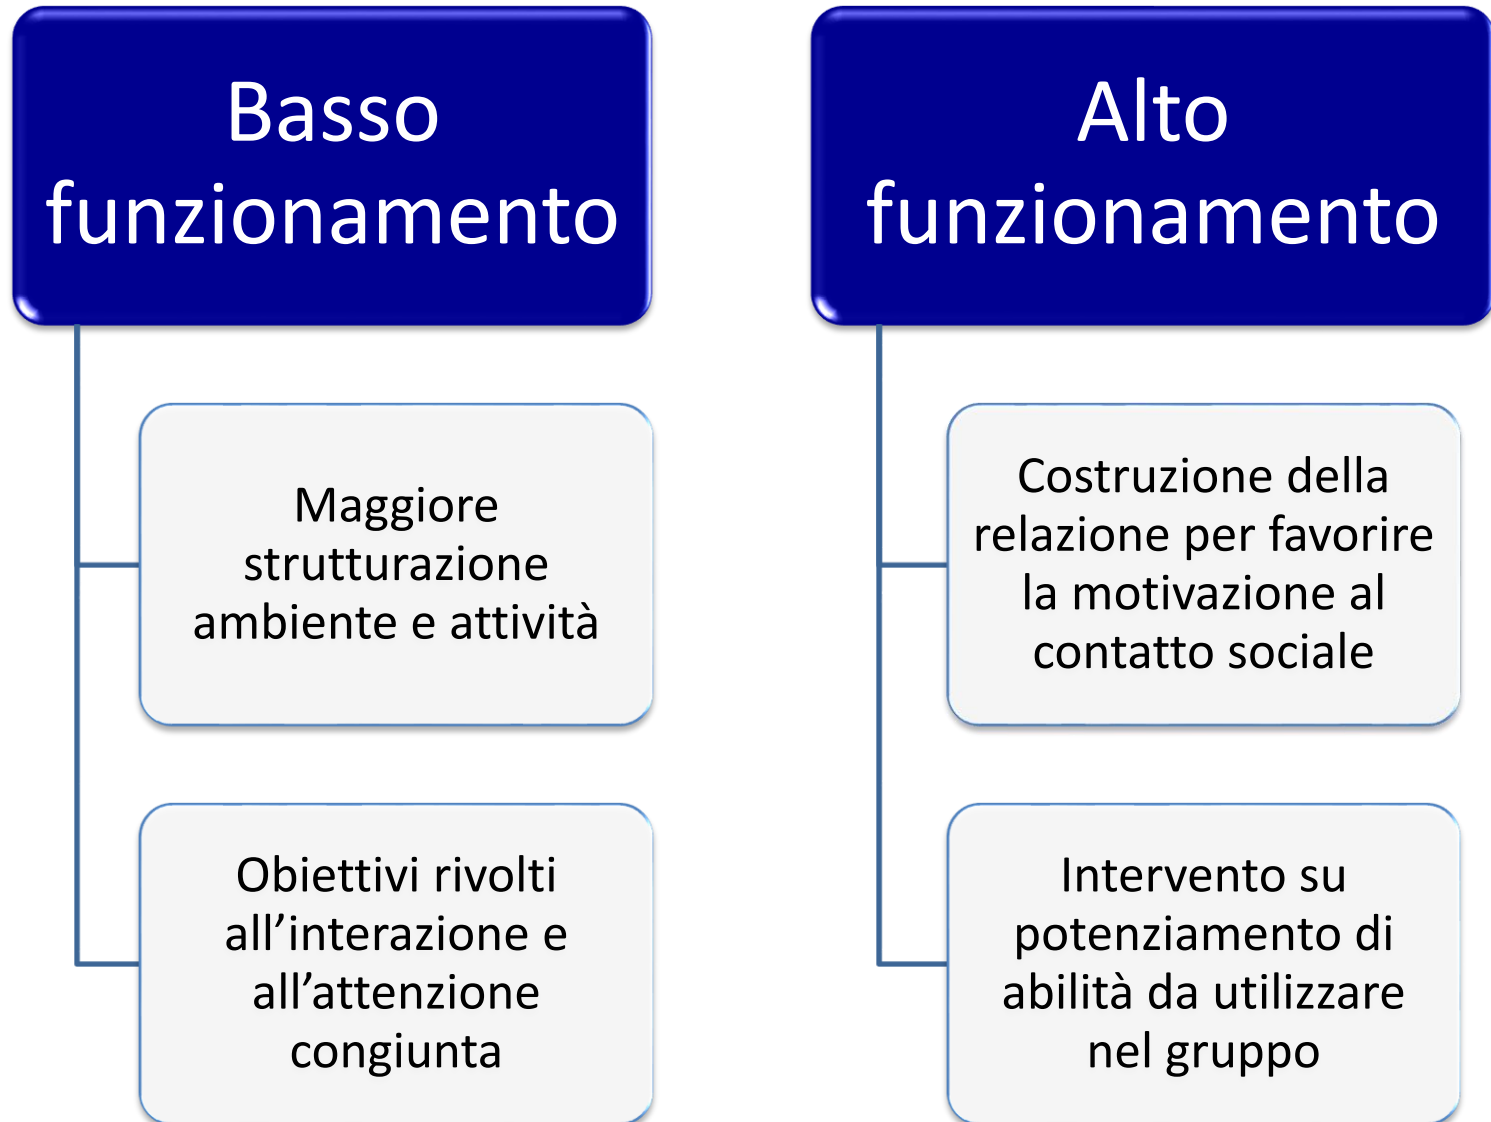 Basso
funzionamento
Maggiore
strutturazione
ambiente e attività
Obiettivi rivolti
all’interazione e
all’attenzione
congiunta
Alto
funzionamento
Costruzione della
relazione per favorire
la motivazione al
contatto sociale
Intervento su
potenziamento di
abilità da utilizzare
nel gruppo